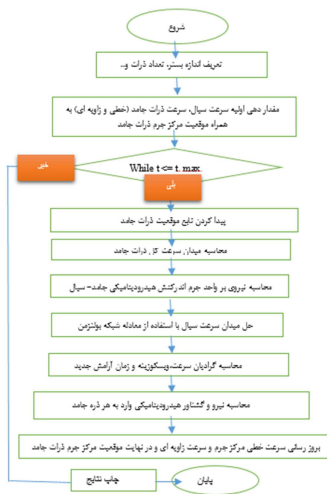 شروع
تعریف اندازه بستر، تعداد ذرات و..
مقدار دهی اولیه سرعت سیال، سرعت ذرات جامد (خطی و زاویه ای) به
همراه موقعیت مرکز جرم ذرات جامد
خیر
While t <= t. max.
بلی
پیدا کردن تابع موقعیت ذرات جامد
محاسبه میدان سرعت کل ذرات جامد
محاسبه نیروی بر واحد جرم اندرکنش هیدرودینامیکی جامد- سیال
حل میدان سرعت سیال با استفاده از معادله شبکه بولتزمن
محاسبه گرادیان سرعت،ویسکوزیته و زمان آرامش جدید
محاسبه نیرو و گشتاور هیدرودینامیکی وارد به هر ذره جامد
بروز رسانی سرعت خطی مرکز جرم و سرعت زاویه ای و در نهایت موقعیت مرکز جرم ذرات جامد
چاپ نتایج
پایان